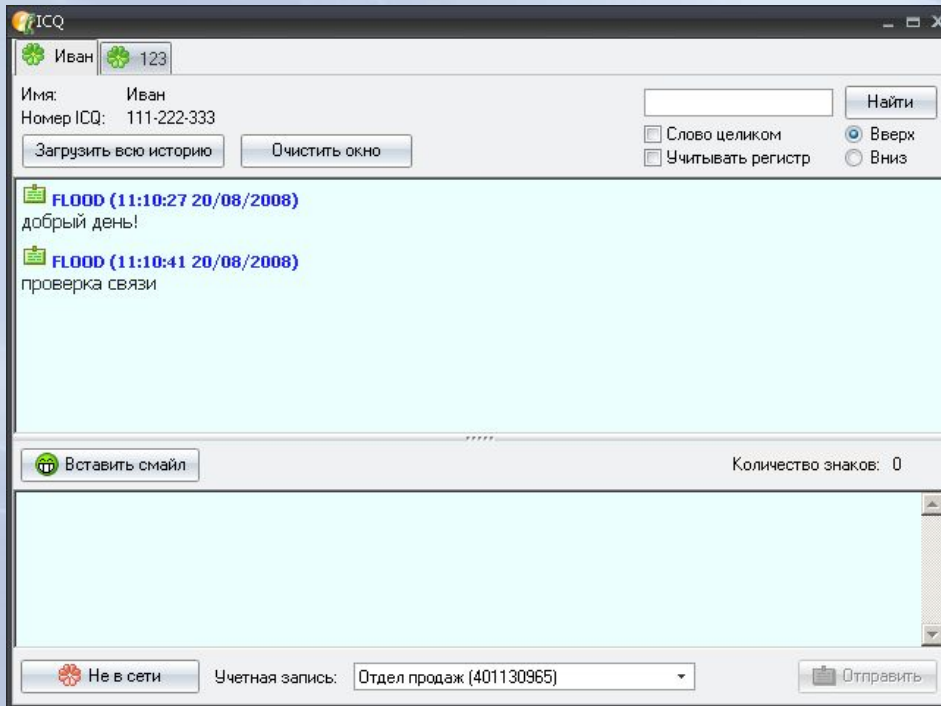 ICQ
Иван 123
Имя: Иван
Номер ICQ: 111-222-333
Найти
Слово целиком Вверх
Учитывать регистр Вниз
Загрузить всю историю Очистить окно
FLOOD (11:10:27 20/08/2008)
добрый день!
FLOOD (11:10:41 20/08/2008)
проверка связи
Вставить смайл Количество знаков: 0
Не в сети Учетная запись: Отдел продаж (401130965) Отправить